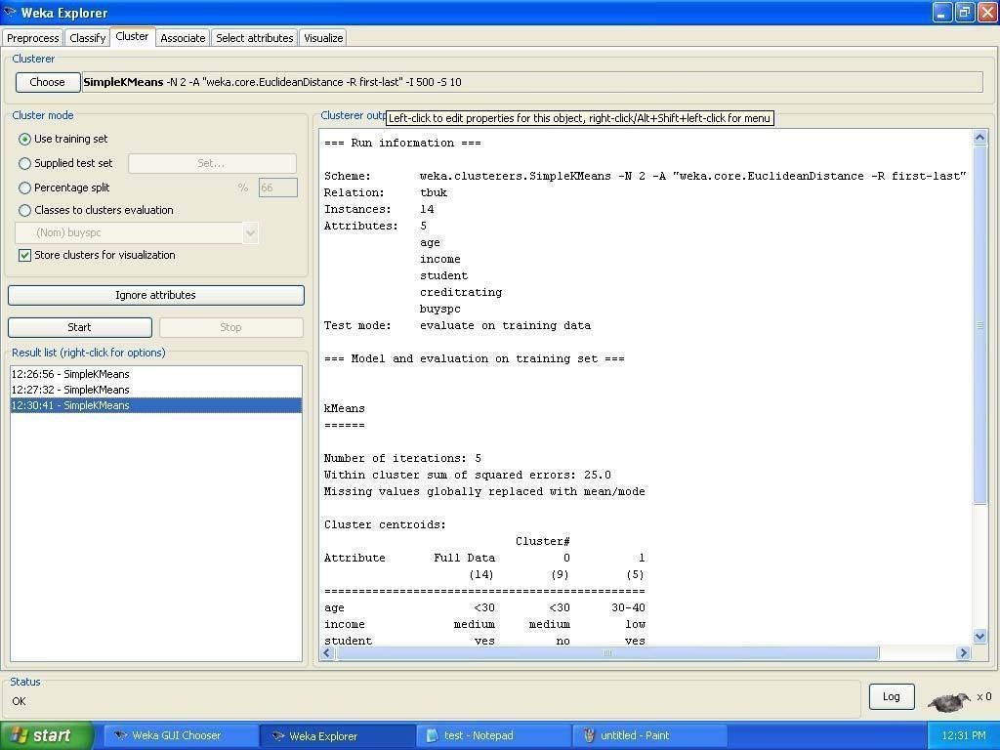 Weka Explorer
Preprocess Classify Cluster Associate Select attributes Visualize
Clusterer
Choose SimpleKMeans -N 2 -A "weka.core.EuclideanDistance -R first-last" -I 500 -S 10
Cluster mode
Use training set
Supplied test set Set...
Percentage split % 66
Classes to clusters evaluation
(Nom) buyspc
Store clusters for visualization
Ignore attributes
Start Stop
Result list (right-click for options)
12:26:56 - SimpleKMeans
12:27:32 - SimpleKMeans
12:30:41 - SimpleKMeans
Clusterer outp
Left-click to edit properties for this object, right-click/Alt+Shift+left-click for menu
=== Run information ===
Scheme: weka.clusterers.SimpleKMeans -N 2 -A "weka.core.EuclideanDistance -R first-last"
Relation: tbuk
Instances: 14
Attributes: 5
age
income
student
creditrating
buyspc
Test mode: evaluate on training data
=== Model and evaluation on training set ===
kMeans
======
Number of iterations: 5
Within cluster sum of squared errors: 25.0
Missing values globally replaced with mean/mode
Cluster centroids:
Cluster#
Attribute Full Data 0 1
(14) (9) (5)
===============================================
age <30 <30 30-40
income medium medium low
student yes no yes
Status
OK
Log x 0
start Weka GUI Chooser Weka Explorer test - Notepad untitled - Paint 12:31 PM